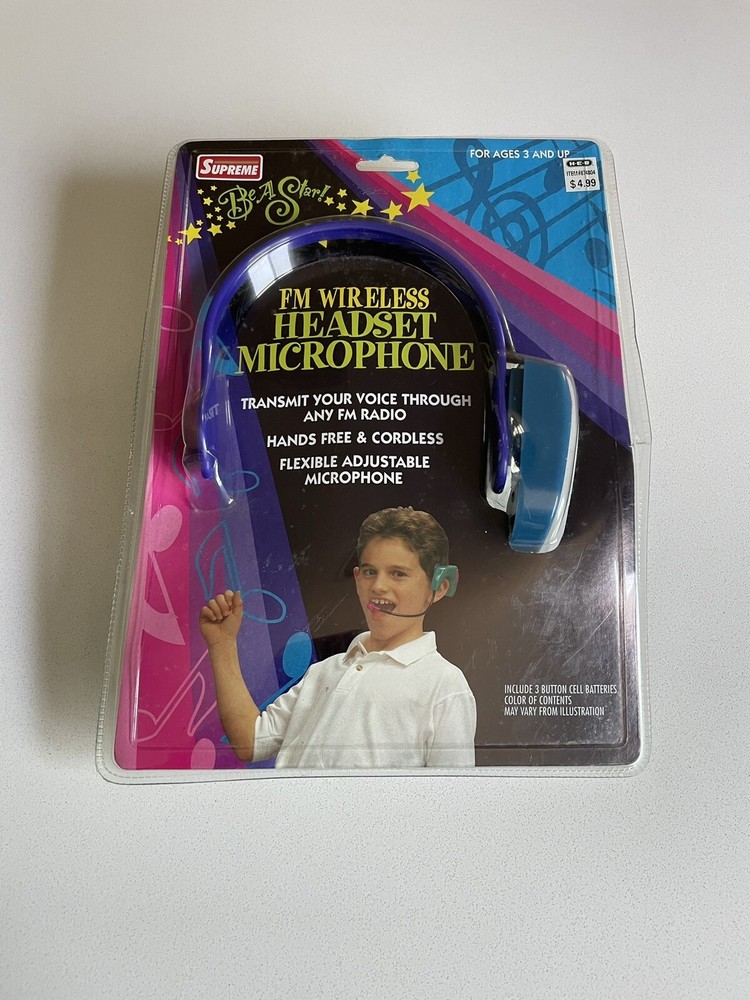 SUPREME
Be A Star!
FOR AGES 3 AND UP
H-E-B
$4.99
FM WIRELESS
HEADSET
MICROPHONE
TRANSMIT YOUR VOICE THROUGH
ANY FM RADIO
HANDS FREE & CORDLESS
FLEXIBLE ADJUSTABLE
MICROPHONE
INCLUDE 3 BUTTON CELL BATTERIES
COLOR OF CONTENTS
MAY VARY FROM ILLUSTRATION